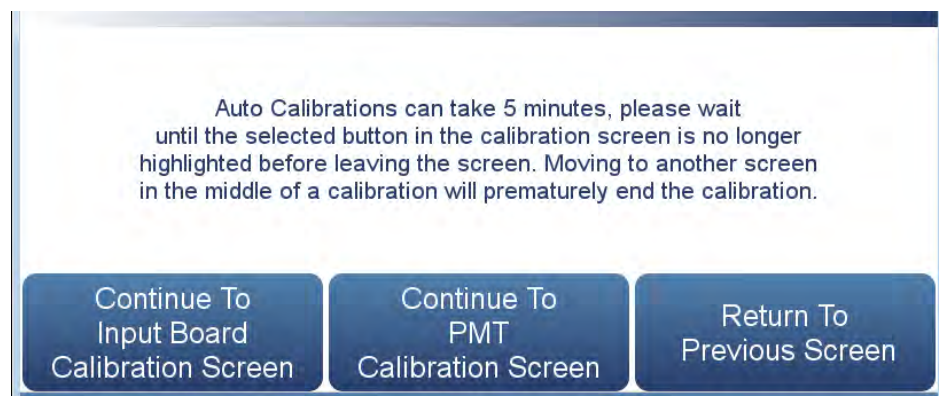 Auto Calibrations can take 5 minutes, please wait
until the selected button in the calibration screen is no longer
highlighted before leaving the screen. Moving to another screen
in the middle of a calibration will prematurely end the calibration.
Continue To
Input Board
Calibration Screen
Continue To
PMT
Calibration Screen
Return To
Previous Screen